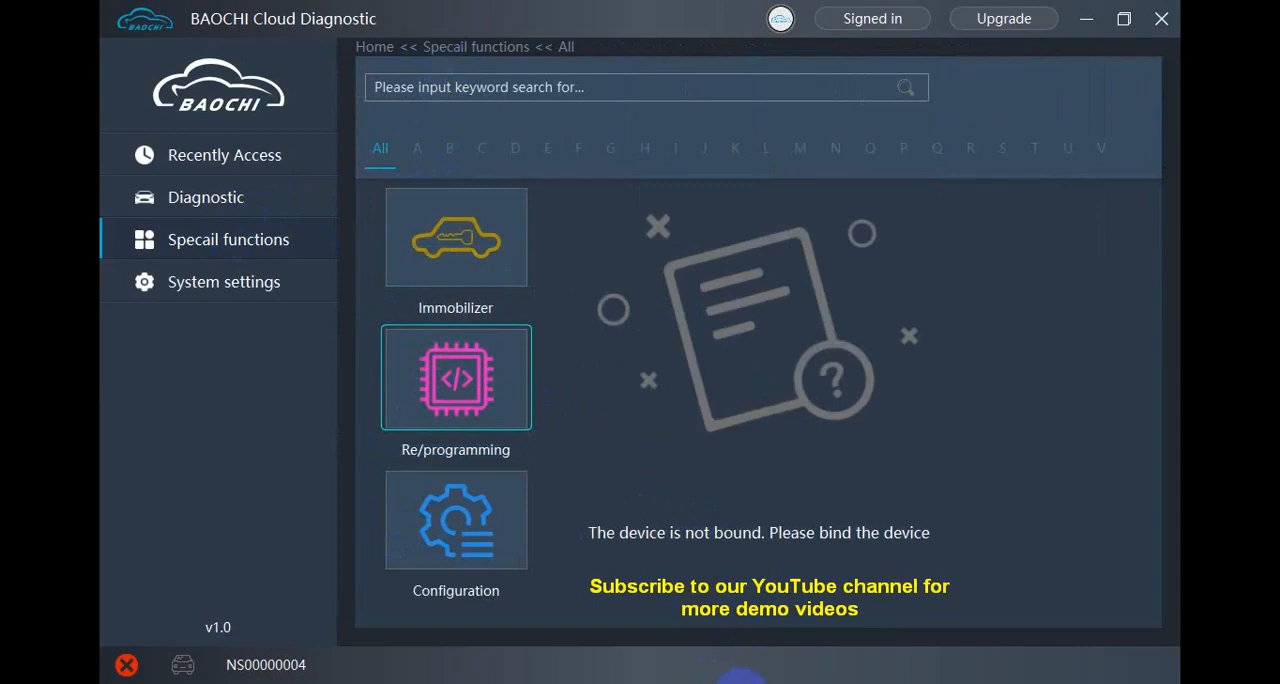 BAOCHI
BAOCHI Cloud Diagnostic
Signed in
Upgrade
Home << Specail functions << All
BAOCHI
Please input keyword search for...
All A B C D E F G H I J K L M N O P Q R S T U V
Recently Access
Diagnostic
Specail functions
System settings
Immobilizer
</>
Re/programming
?
Configuration
The device is not bound. Please bind the device
Subscribe to our YouTube channel for
more demo videos
v1.0
NS00000004